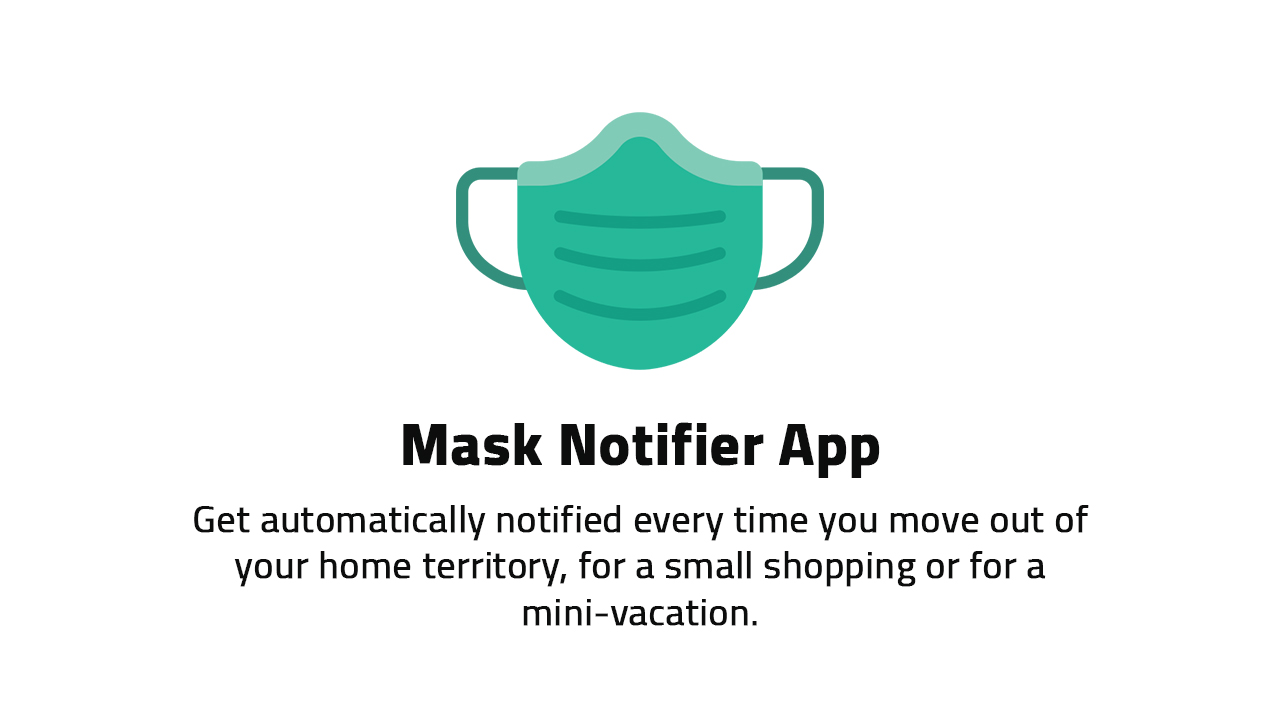 Mask Notifier App
Get automatically notified every time you move out of
your home territory, for a small shopping or for a
mini-vacation.